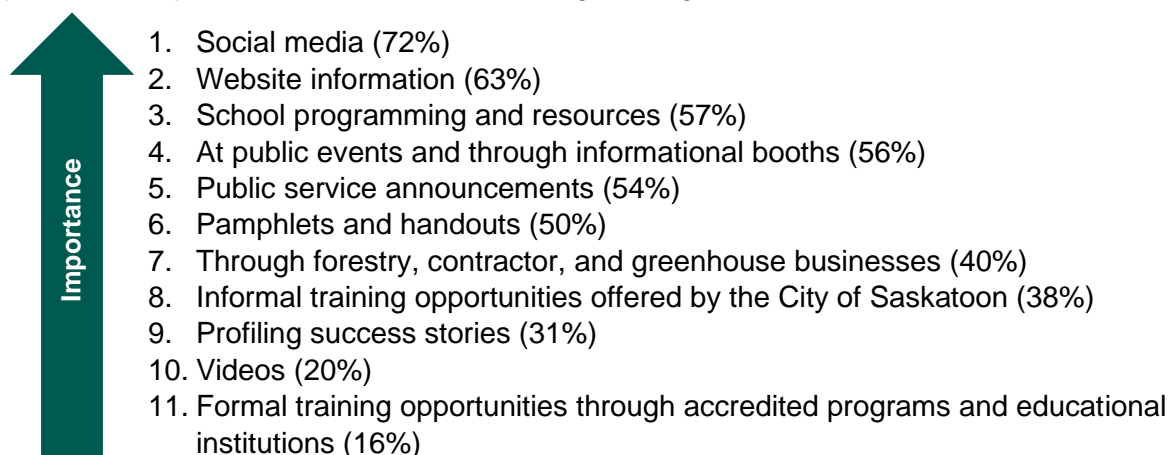 Importance
1. Social media (72%)
2. Website information (63%)
3. School programming and resources (57%)
4. At public events and through informational booths (56%)
5. Public service announcements (54%)
6. Pamphlets and handouts (50%)
7. Through forestry, contractor, and greenhouse businesses (40%)
8. Informal training opportunities offered by the City of Saskatoon (38%)
9. Profiling success stories (31%)
10. Videos (20%)
11. Formal training opportunities through accredited programs and educational
institutions (16%)